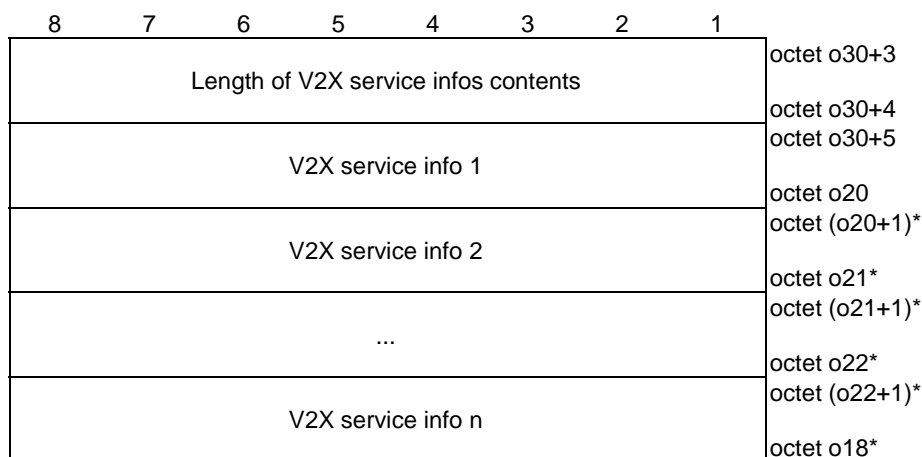 8 7 6 5 4 3 2 1
octet o30+3
Length of V2X service infos contents
octet o30+4
octet o30+5
V2X service info 1
octet o20
octet (o20+1)*
V2X service info 2
octet o21*
octet (o21+1)*
...
octet o22*
octet (o22+1)*
V2X service info n
octet o18*